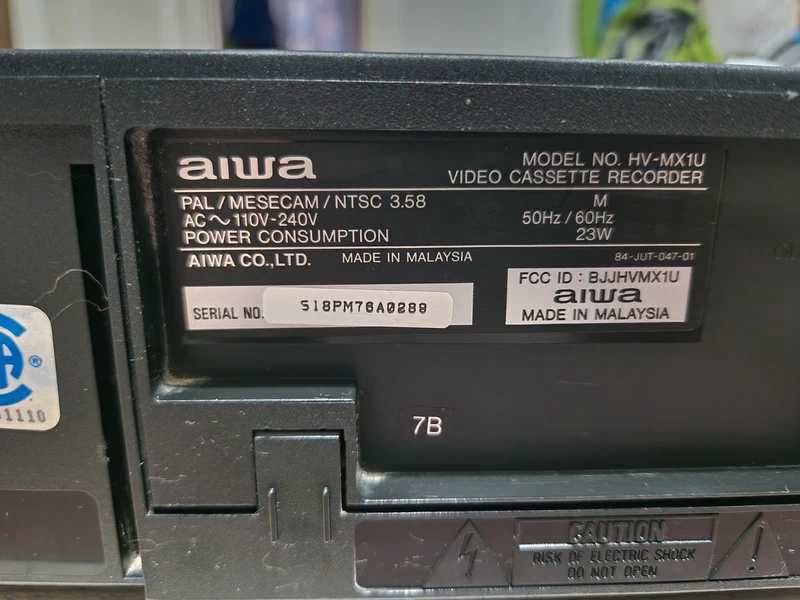 aiwa
MODEL NO. HV-MX1U
VIDEO CASSETTE RECORDER
PAL/MESECAM/NTSC 3.58 M
AC～110V-240V 50Hz/60Hz
POWER CONSUMPTION 23W
AIWA CO.,LTD. MADE IN MALAYSIA 84-JUT-047-01
SERIAL NO. S18PM76A0289
FCC ID : BJJHVMX1U
aiwa
MADE IN MALAYSIA
®
1110
7B
CAUTION
RISK OF ELECTRIC SHOCK
DO NOT OPEN